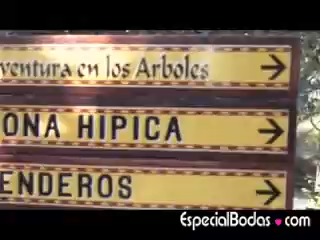 ventura en los Arboles
ONA HIPICA
ENDEROS
EspecialBodas.com